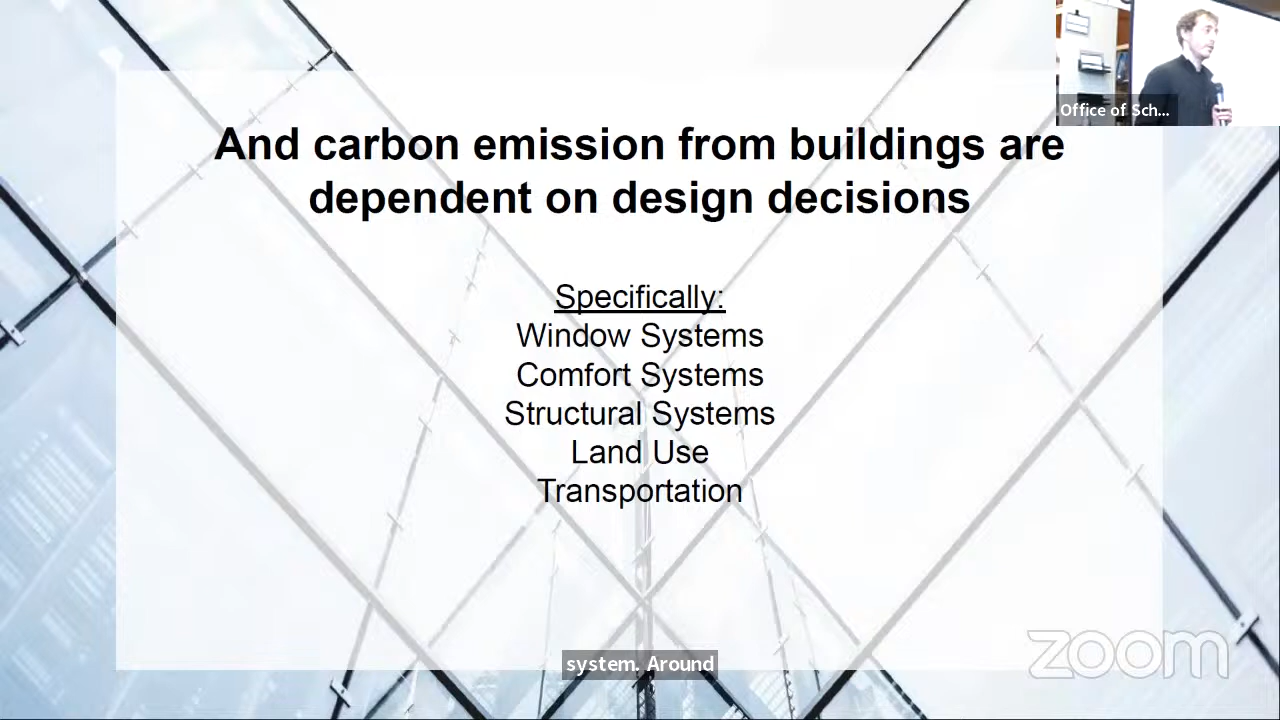 And carbon emission from buildings are
dependent on design decisions
Specifically:
Window Systems
Comfort Systems
Structural Systems
Land Use
Transportation
Office of Sch...
system. Around
zoom